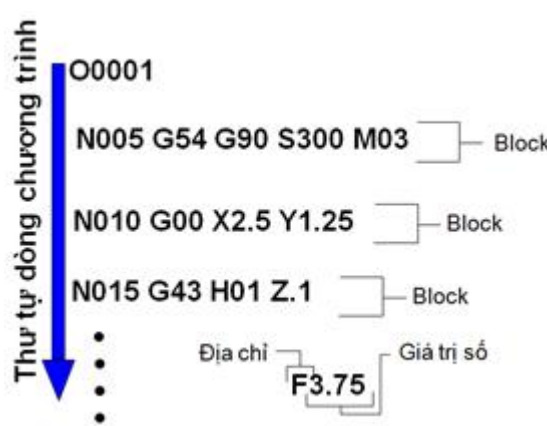 Thư tự dòng chương trình
O0001
N005 G54 G90 S300 M03
Block
N010 G00 X2.5 Y1.25
Block
N015 G43 H01 Z.1
Block
Địa chỉ
Giá trị số
F3.75